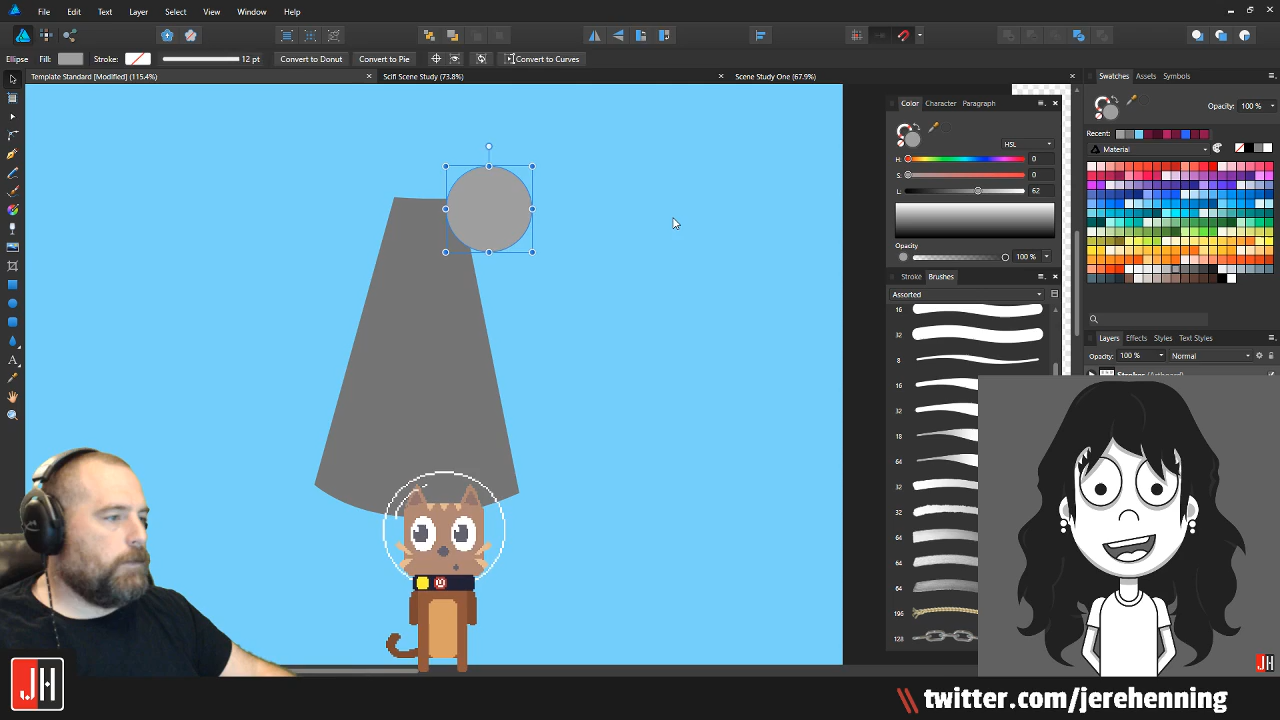 File Edit Text Layer Select View Window Help
Ellipse Fill: Stroke: 12 pt Convert to Donut Convert to Pie Convert to Curves
Template Standard [Modified] (115.4%) × Scifi Scene Study (73.8%) × Scene Study One (67.9%) ×
Swatches Assets Symbols
Opacity: 100 %
Recent:
Material
Color Character Paragraph
HSL
H: 0
S: 0
L: 62
Opacity
100 %
Stroke Brushes
Assorted
16
32
8
16
32
18
64
32
32
64
64
64
196
128
Layers Effects Styles Text Styles
Opacity: 100 % Normal
JH
JH
\\ twitter.com/jerehenning